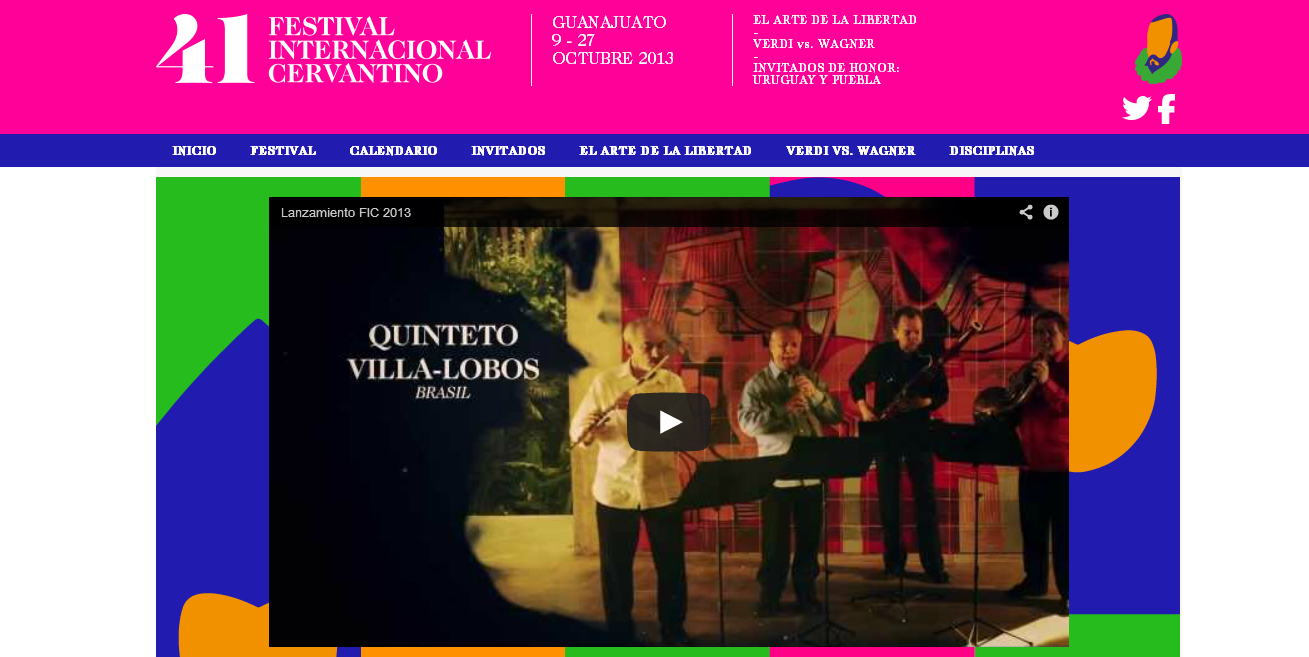 41
FESTIVAL
INTERNACIONAL
CERVANTINO
GUANAJUATO
9 - 27
OCTUBRE 2013
EL ARTE DE LA LIBERTAD
-
VERDI vs. WAGNER
-
INVITADOS DE HONOR:
URUGUAY Y PUEBLA
INICIO FESTIVAL CALENDARIO INVITADOS EL ARTE DE LA LIBERTAD VERDI VS. WAGNER DISCIPLINAS
Lanzamiento FIC 2013
QUINTETO
VILLA-LOBOS
BRASIL